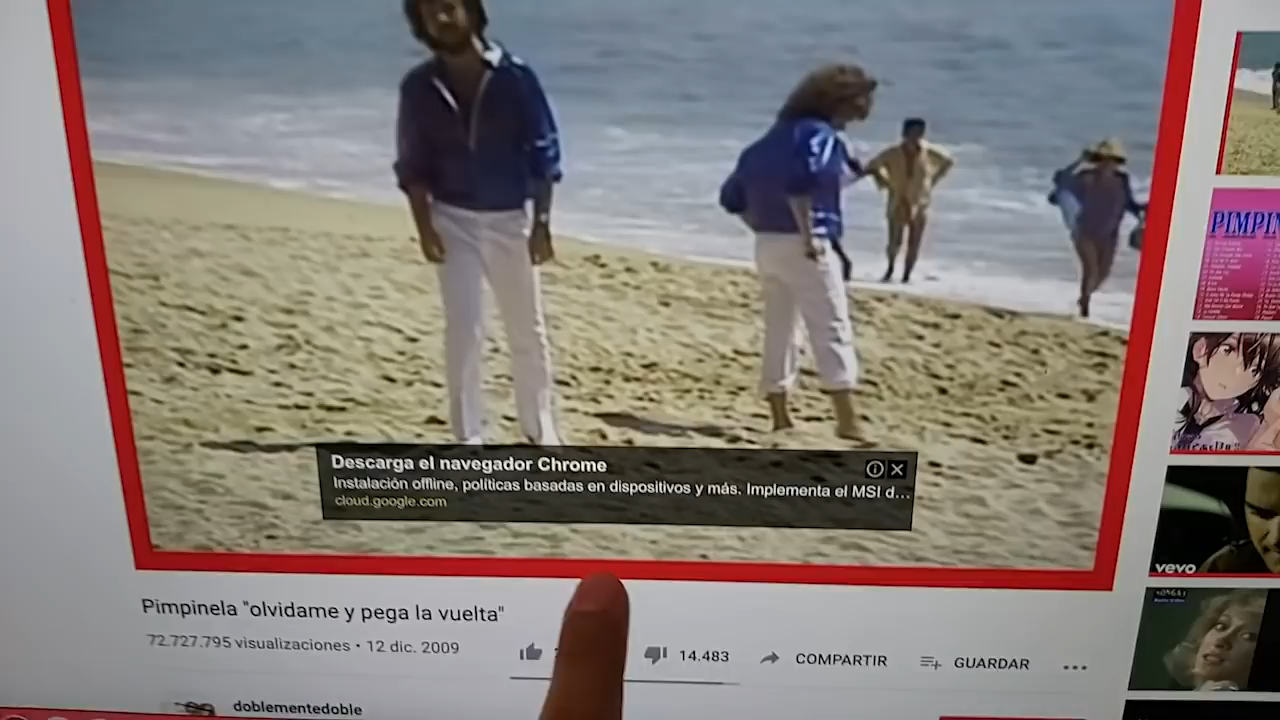 Descarga el navegador Chrome
Instalación offline, políticas basadas en dispositivos y más. Implementa el MSI d...
cloud.google.com
Pimpinela "olvidame y pega la vuelta"
72.727.795 visualizaciones • 12 dic. 2009
14.483
COMPARTIR
GUARDAR
doblementedoble
PIMPIN
vevo